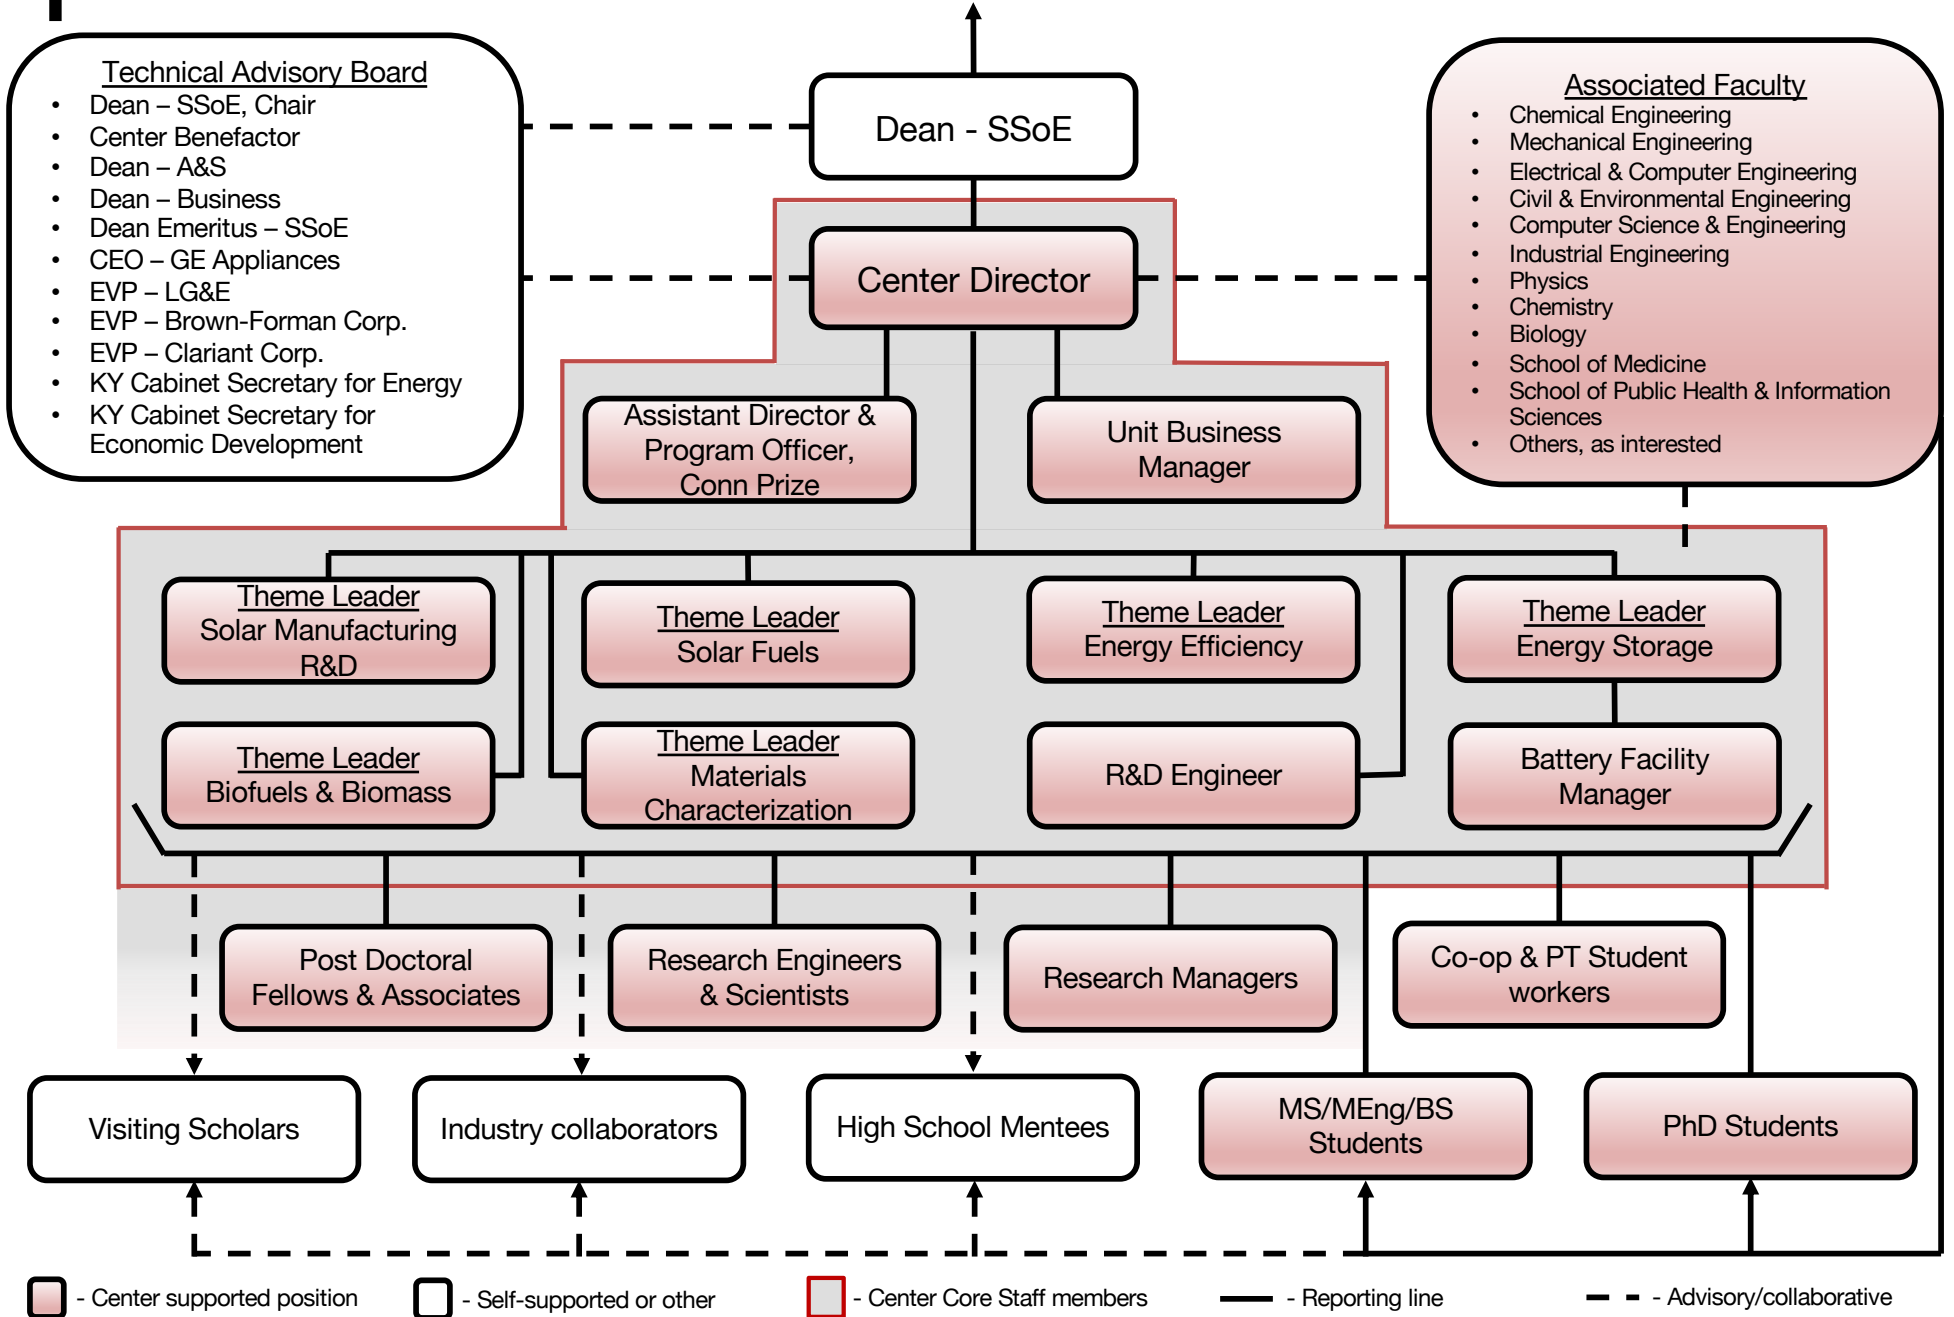 Technical Advisory Board
• Dean – SSoE, Chair
• Center Benefactor
• Dean – A&S
• Dean – Business
• Dean Emeritus – SSoE
• CEO – GE Appliances
• EVP – LG&E
• EVP – Brown-Forman Corp.
• EVP – Clariant Corp.
• KY Cabinet Secretary for Energy
• KY Cabinet Secretary for
Economic Development
Dean - SSoE
Associated Faculty
• Chemical Engineering
• Mechanical Engineering
• Electrical & Computer Engineering
• Civil & Environmental Engineering
• Computer Science & Engineering
• Industrial Engineering
• Physics
• Chemistry
• Biology
• School of Medicine
• School of Public Health & Information
Sciences
• Others, as interested
Center Director
Assistant Director &
Program Officer,
Conn Prize
Unit Business
Manager
Theme Leader
Solar Manufacturing
R&D
Theme Leader
Solar Fuels
Theme Leader
Energy Efficiency
Theme Leader
Energy Storage
Theme Leader
Biofuels & Biomass
Theme Leader
Materials
Characterization
R&D Engineer
Battery Facility
Manager
Post Doctoral
Fellows & Associates
Research Engineers
& Scientists
Research Managers
Co-op & PT Student
workers
Visiting Scholars
Industry collaborators
High School Mentees
MS/MEng/BS
Students
PhD Students
- Center supported position
- Self-supported or other
- Center Core Staff members
- Reporting line
- Advisory/collaborative